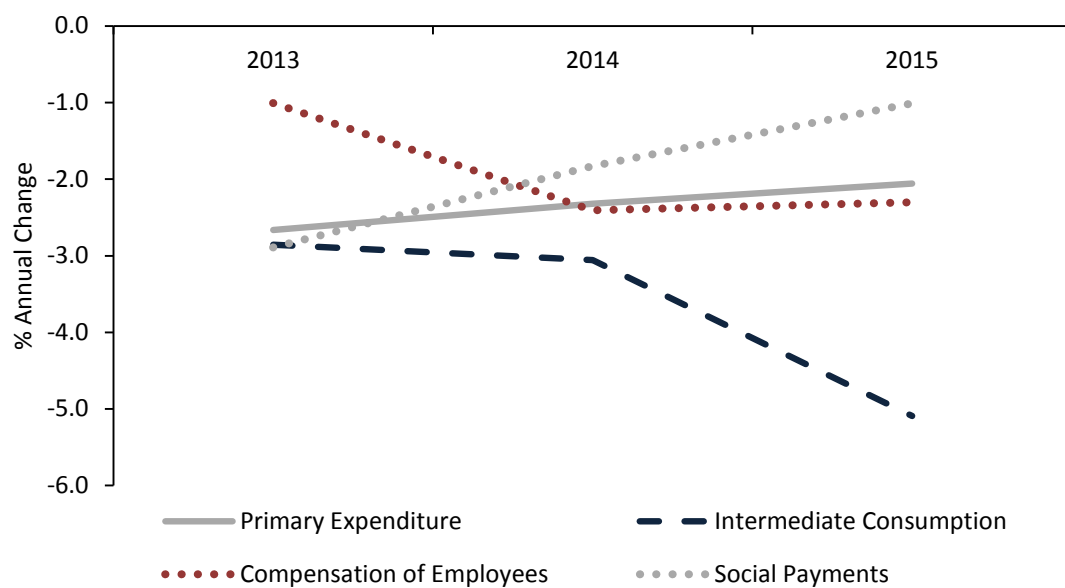 0.0
2013 2014 2015
-1.0
-2.0
-3.0
-4.0
-5.0
-6.0
% Annual Change
Primary Expenditure Intermediate Consumption
Compensation of Employees Social Payments